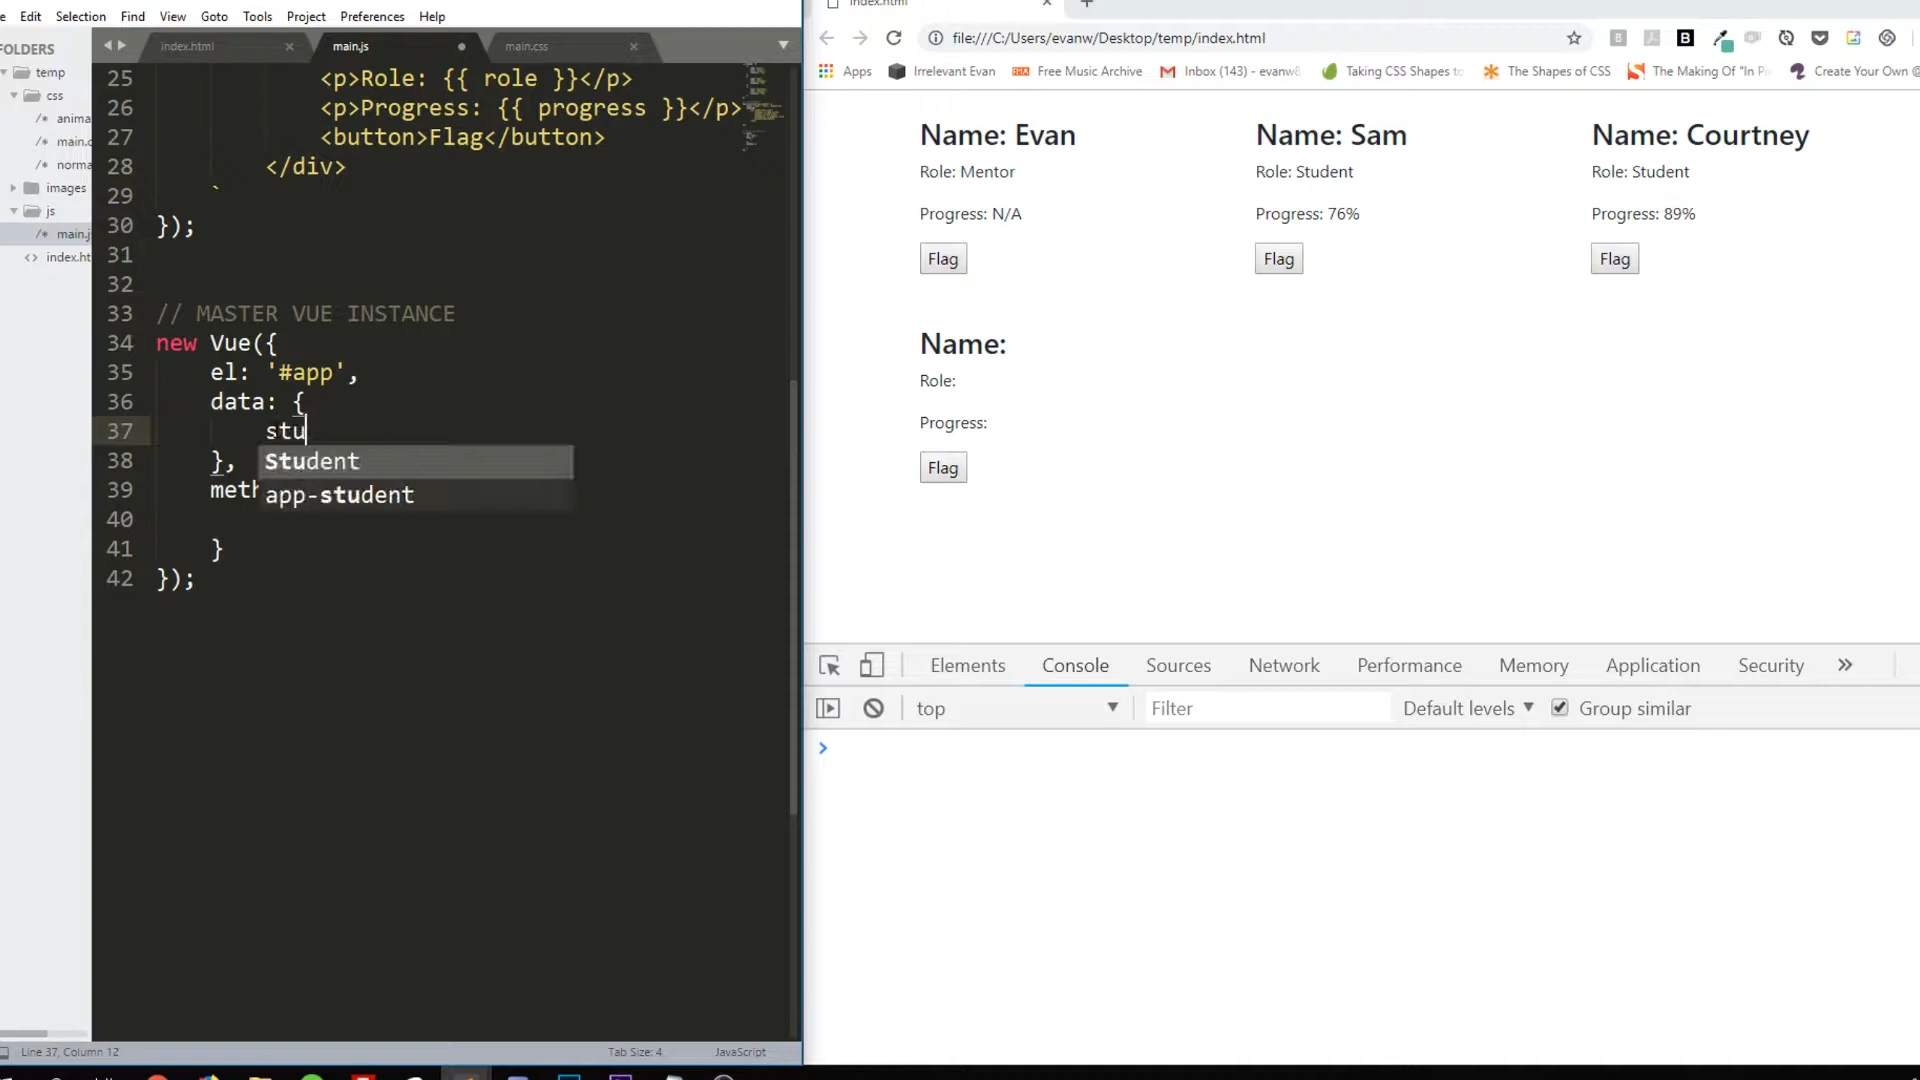 Edit Selection Find View Goto Tools Project Preferences Help
FOLDERS
temp
css
anima
main.c
norma
images
js
main.j
index.ht
index.html
main.js
main.css
25 <p>Role: {{ role }}</p>
26 <p>Progress: {{ progress }}</p>
27 <button>Flag</button>
28 </div>
29 `
30 });
31
32
33 // MASTER VUE INSTANCE
34 new Vue({
35 el: '#app',
36 data: {
37 stu
Student
38 },
app-student
39 meth
40
41 }
42 });
Line 37, Column 12
Tab Size: 4
JavaScript
index.html
file:///C:/Users/evanw/Desktop/temp/index.html
Apps
Irrelevant Evan
Free Music Archive
Inbox (143) - evanw8
Taking CSS Shapes to
The Shapes of CSS
The Making Of "In P
Create Your Own @
Name: Evan
Role: Mentor
Progress: N/A
Flag
Name: Sam
Role: Student
Progress: 76%
Flag
Name: Courtney
Role: Student
Progress: 89%
Flag
Name:
Role:
Progress:
Flag
Elements Console Sources Network Performance Memory Application Security »
top
Filter
Default levels
Group similar
>